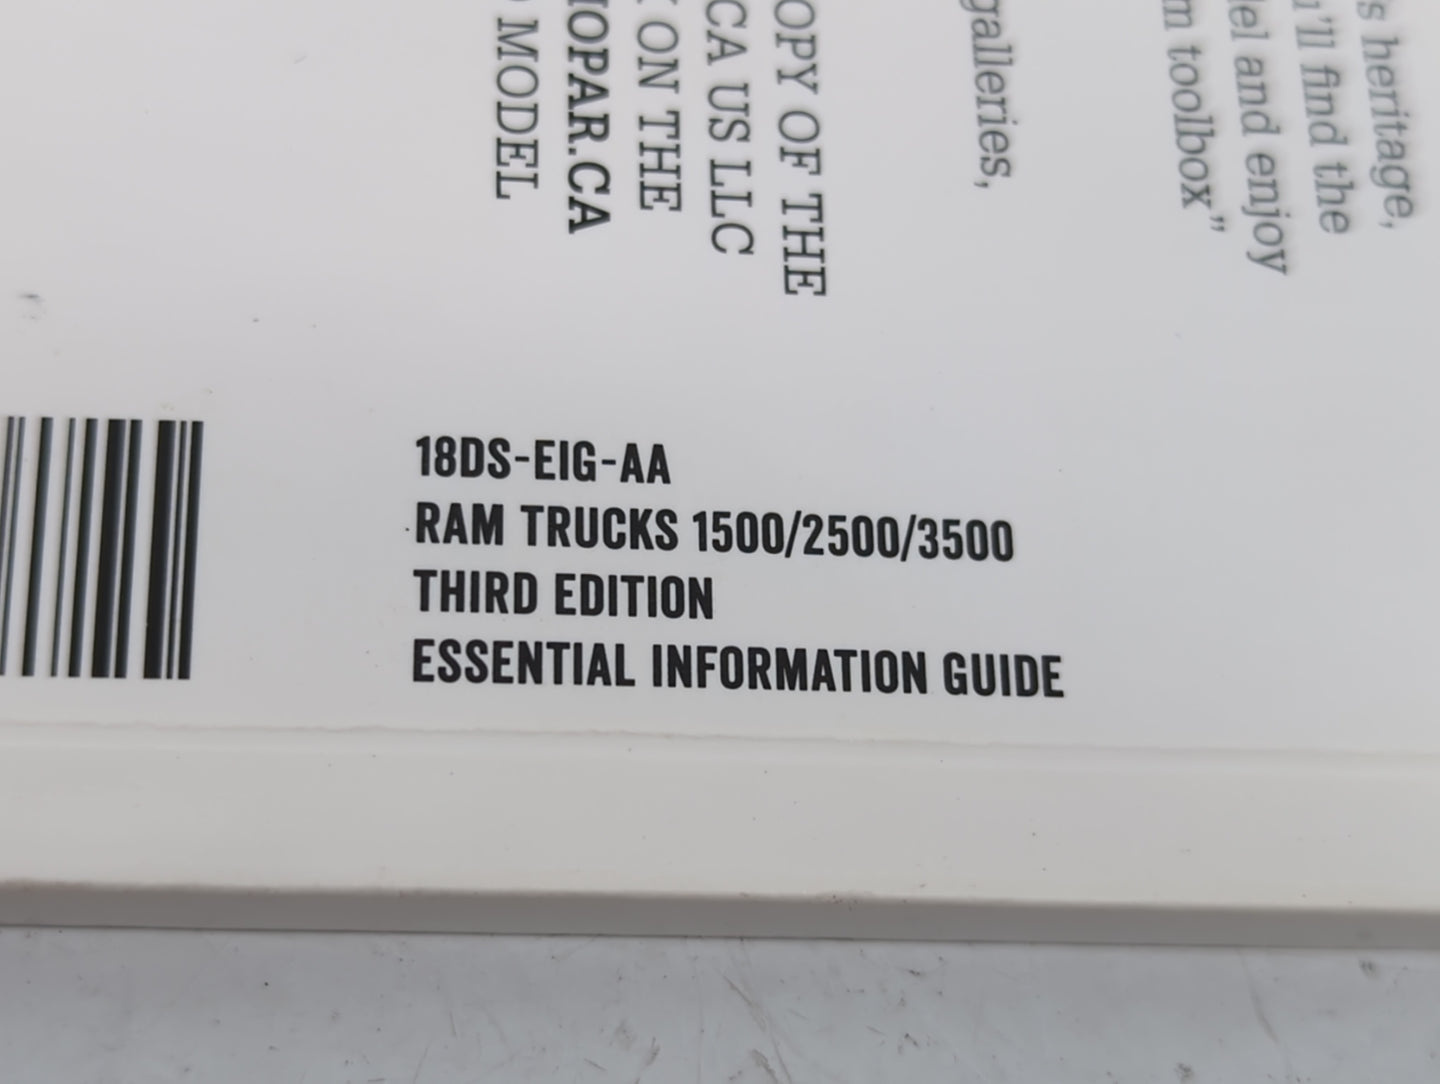 's heritage,
'll find the
el and enjoy
m toolbox"
galleries,
OPY OF THE
CA US LLC
ON THE
MOPAR.CA
MODEL
18DS-EIG-AA
RAM TRUCKS 1500/2500/3500
THIRD EDITION
ESSENTIAL INFORMATION GUIDE